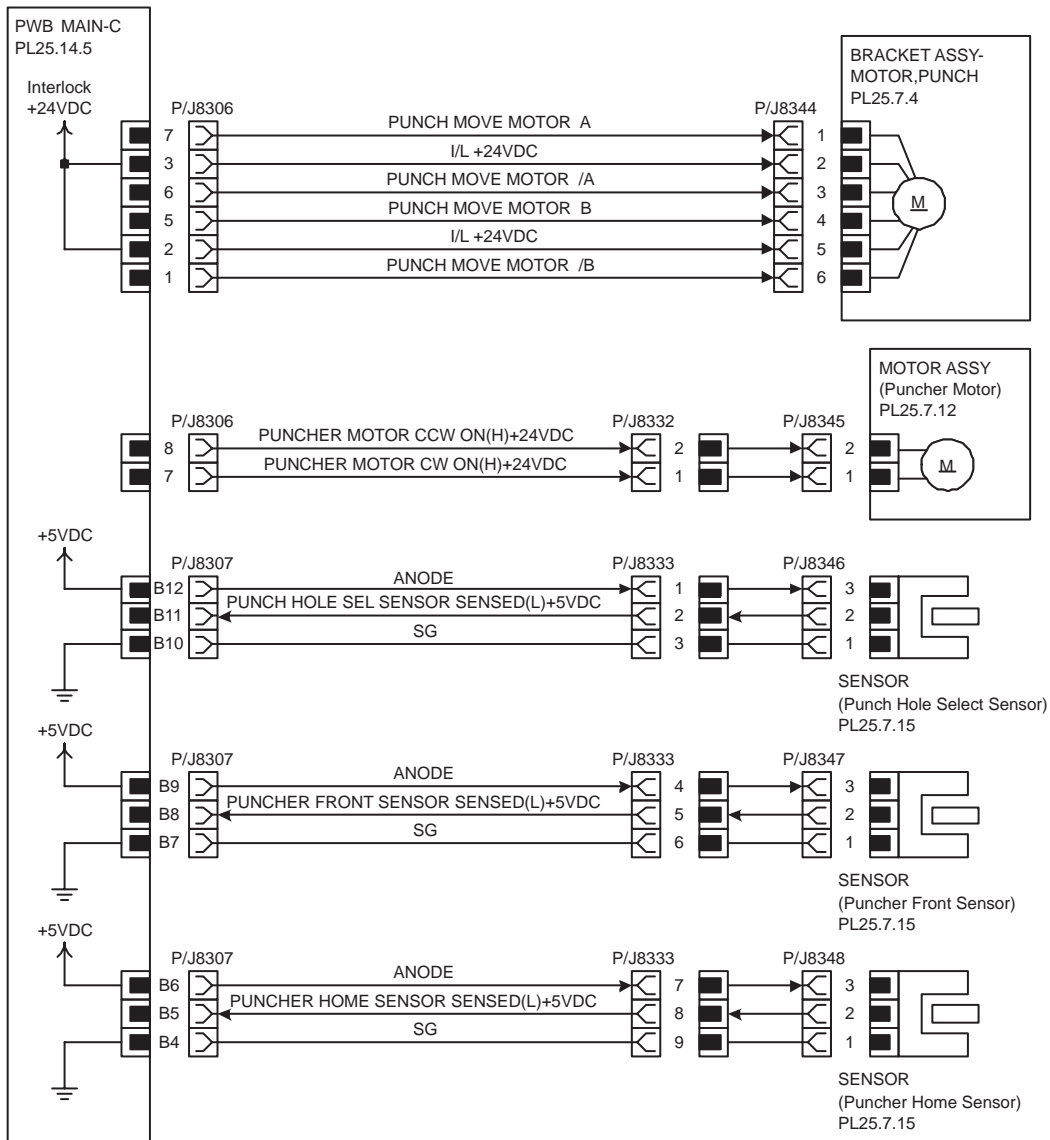 PWB MAIN-C
PL25.14.5
Interlock
+24VDC
P/J8306
P/J8344
BRACKET ASSY-
MOTOR,PUNCH
PL25.7.4
7 PUNCH MOVE MOTOR A 1
3 I/L +24VDC 2
6 PUNCH MOVE MOTOR /A 3
5 PUNCH MOVE MOTOR B 4
2 I/L +24VDC 5
1 PUNCH MOVE MOTOR /B 6
M
MOTOR ASSY
(Puncher Motor)
PL25.7.12
P/J8306 P/J8332 P/J8345
8 PUNCHER MOTOR CCW ON(H)+24VDC 2 2
7 PUNCHER MOTOR CW ON(H)+24VDC 1 1
M
+5VDC
P/J8307 P/J8333 P/J8346
B12 ANODE 1 3
B11 PUNCH HOLE SEL SENSOR SENSED(L)+5VDC 2 2
B10 SG 3 1
SENSOR
(Punch Hole Select Sensor)
PL25.7.15
+5VDC
P/J8307 P/J8333 P/J8347
B9 ANODE 4 3
B8 PUNCHER FRONT SENSOR SENSED(L)+5VDC 5 2
B7 SG 6 1
SENSOR
(Puncher Front Sensor)
PL25.7.15
+5VDC
P/J8307 P/J8333 P/J8348
B6 ANODE 7 3
B5 PUNCHER HOME SENSOR SENSED(L)+5VDC 8 2
B4 SG 9 1
SENSOR
(Puncher Home Sensor)
PL25.7.15